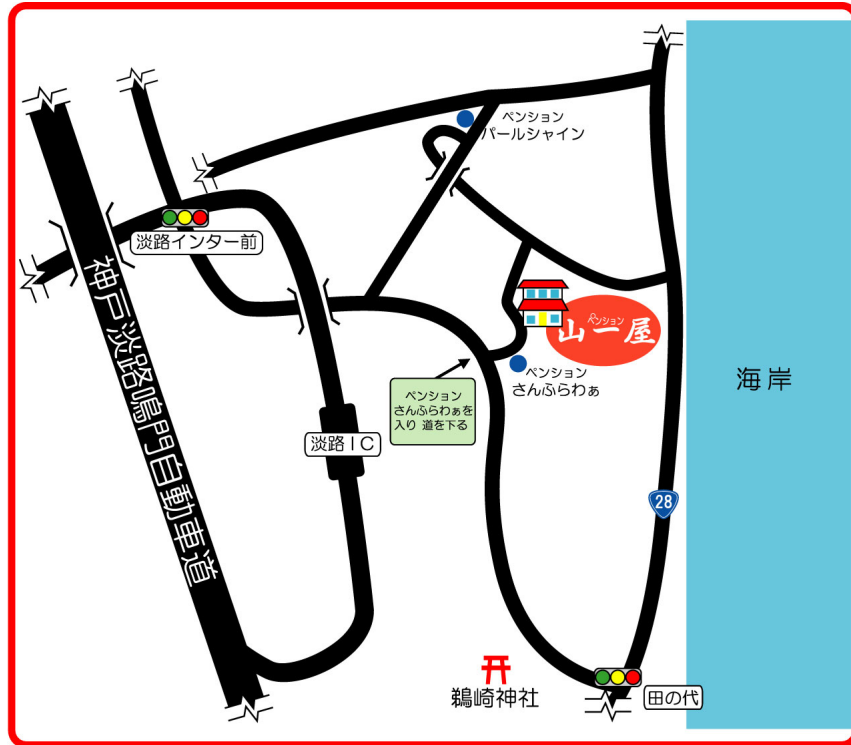 ペンション
パールシャイン
淡路インター前
神戸淡路鳴門自動車道
ペンション
山一屋
ペンション
さんふらわぁ
海岸
ペンション
さんふらわぁを
入り 道を下る
淡路IC
28
鵜崎神社
田の代